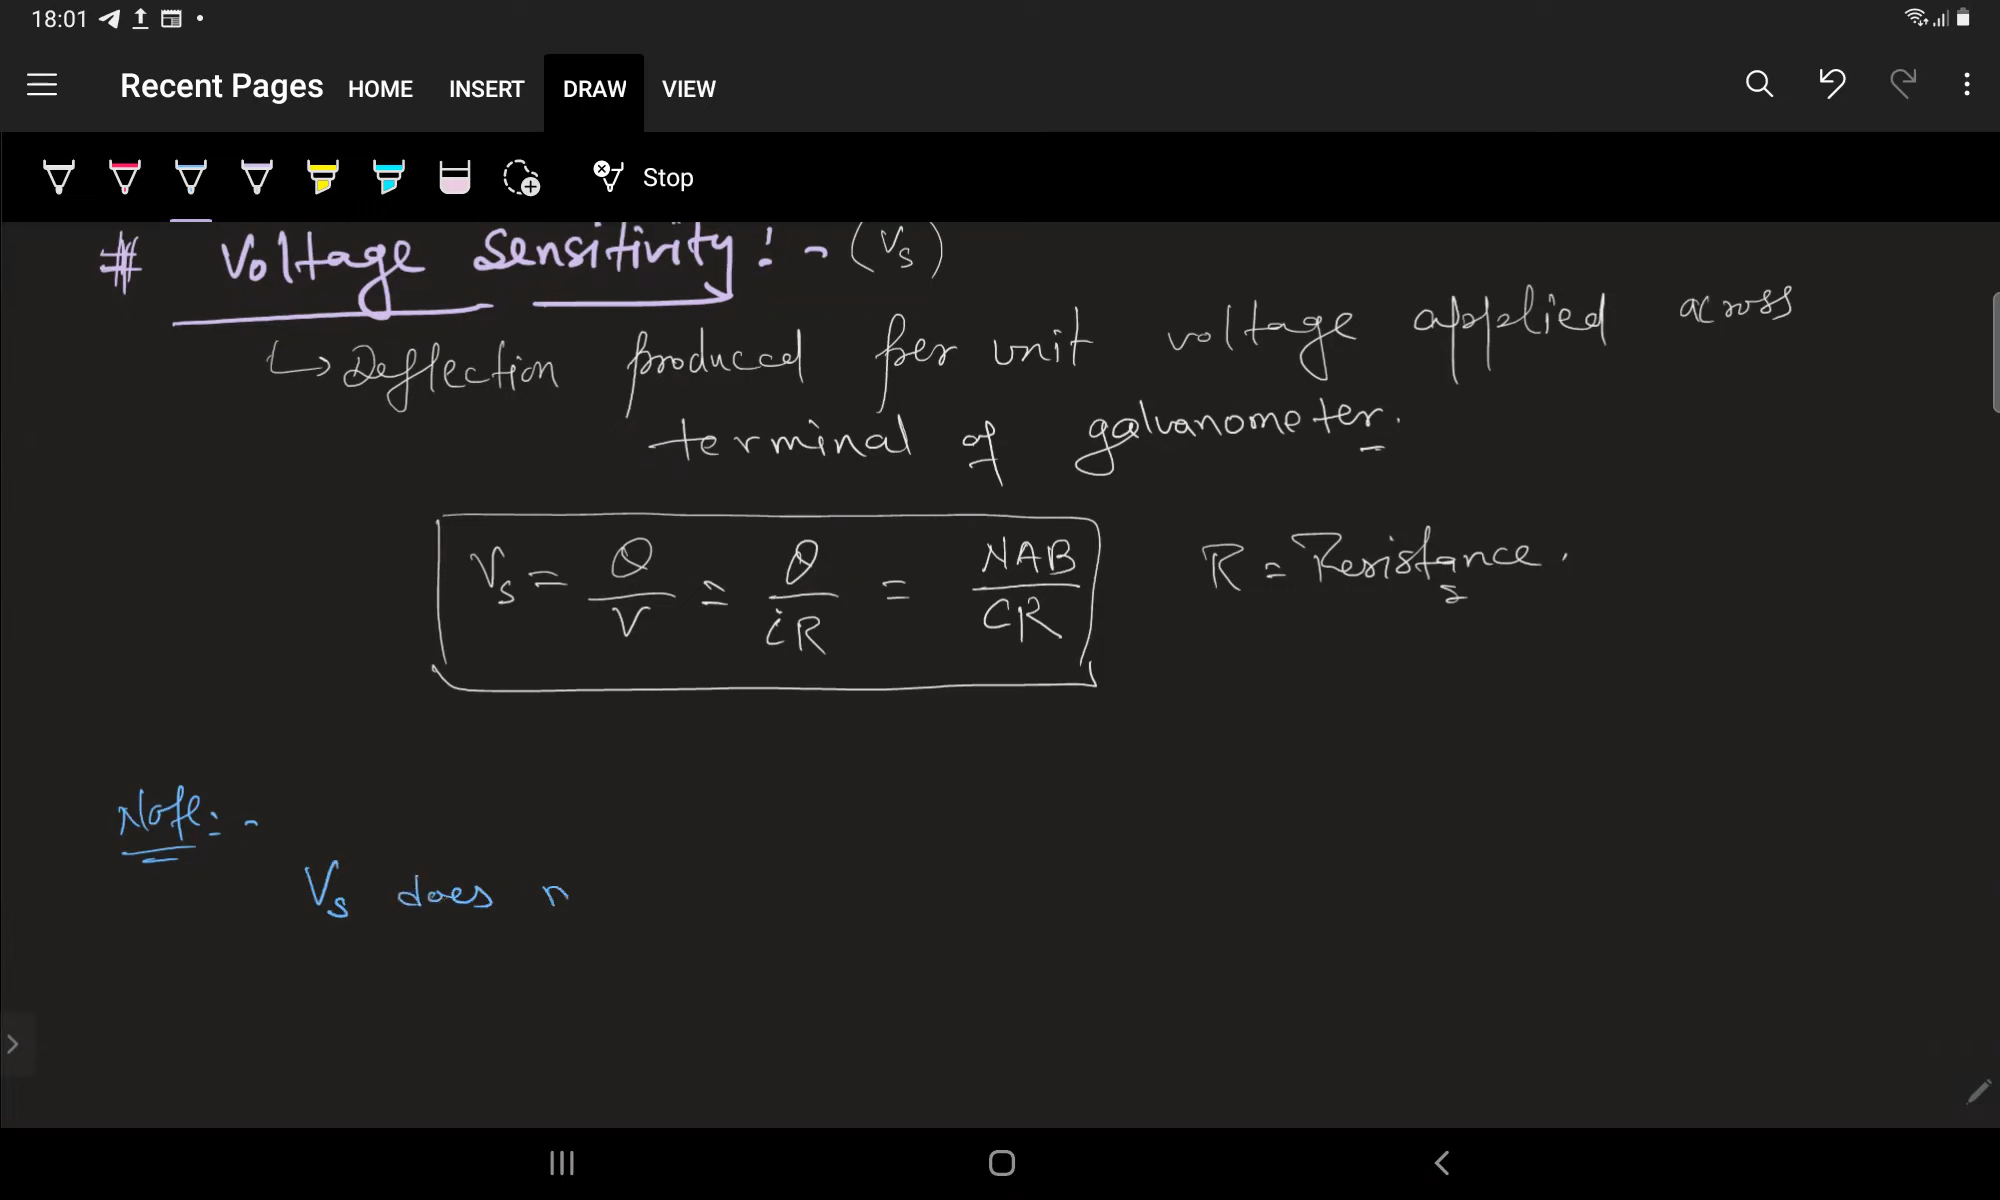 18:01
Recent Pages HOME INSERT DRAW VIEW
Stop
# Voltage Sensitivity :- (Vs)
↳ Deflection produced per unit voltage applied across
terminal of galvanometer.
Vs = θ/V = θ/iR = NAB/CR R = Resistance.
Note:-
Vs does n